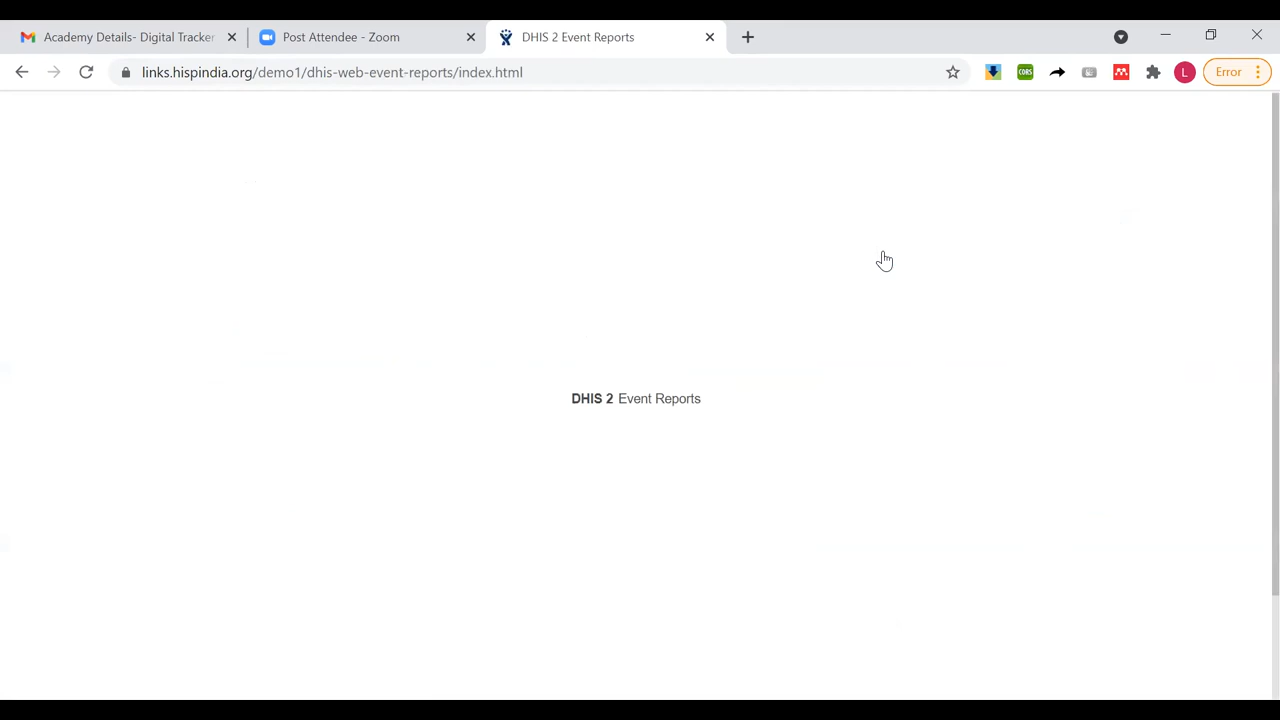 Academy Details- Digital Tracker
Post Attendee - Zoom
DHIS 2 Event Reports
links.hispindia.org/demo1/dhis-web-event-reports/index.html
CORS
L
Error
DHIS 2 Event Reports